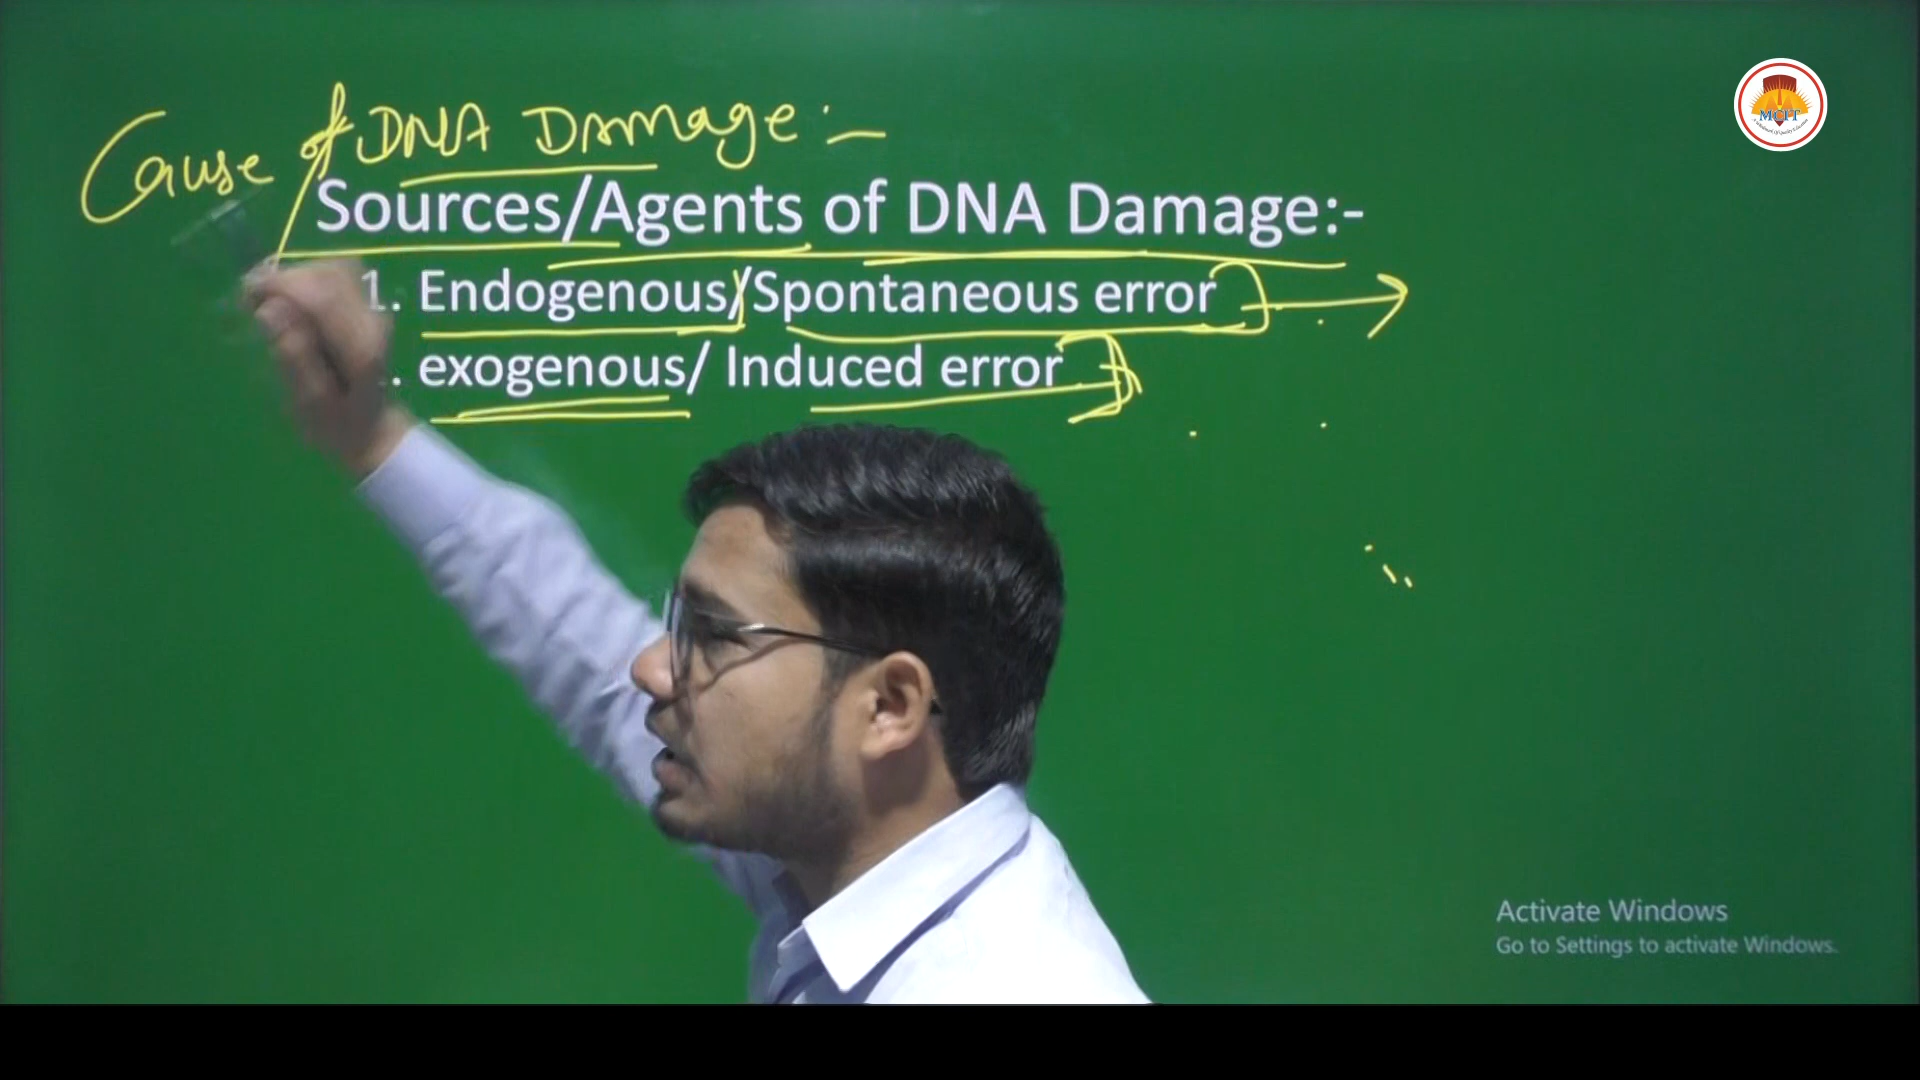 Cause of DNA Damage :-
Sources/Agents of DNA Damage:-
1. Endogenous/Spontaneous error
. exogenous/ Induced error
MCIT
Activate Windows
Go to Settings to activate Windows.